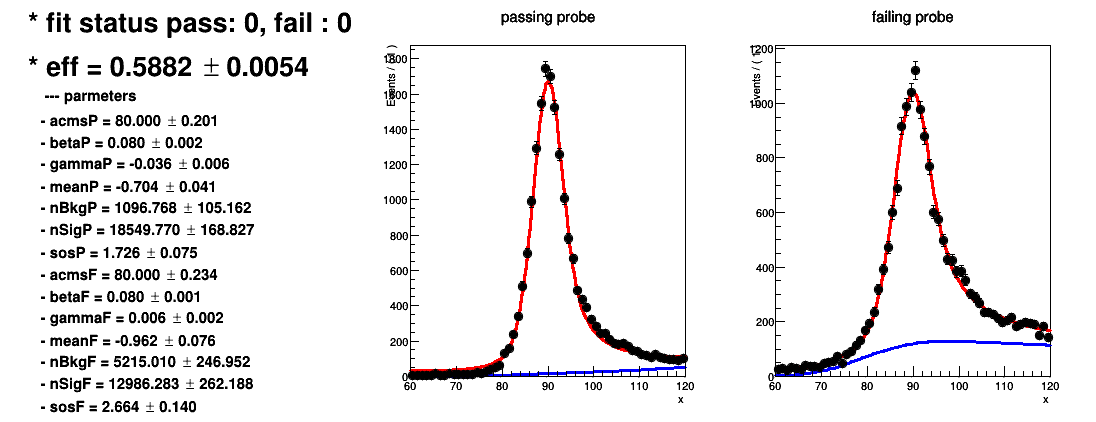 * fit status pass: 0, fail : 0
* eff = 0.5882 ± 0.0054
--- parmeters
- acmsP = 80.000 ± 0.201
- betaP = 0.080 ± 0.002
- gammaP = -0.036 ± 0.006
- meanP = -0.704 ± 0.041
- nBkgP = 1096.768 ± 105.162
- nSigP = 18549.770 ± 168.827
- sosP = 1.726 ± 0.075
- acmsF = 80.000 ± 0.234
- betaF = 0.080 ± 0.001
- gammaF = 0.006 ± 0.002
- meanF = -0.962 ± 0.076
- nBkgF = 5215.010 ± 246.952
- nSigF = 12986.283 ± 262.188
- sosF = 2.664 ± 0.140
passing probe
Events / (
1800
1600
1400
1200
1000
800
600
400
200
0
60 70 80 90 100 110 120
x
failing probe
Events / ( 1
1200
1000
800
600
400
200
0
60 70 80 90 100 110 120
x